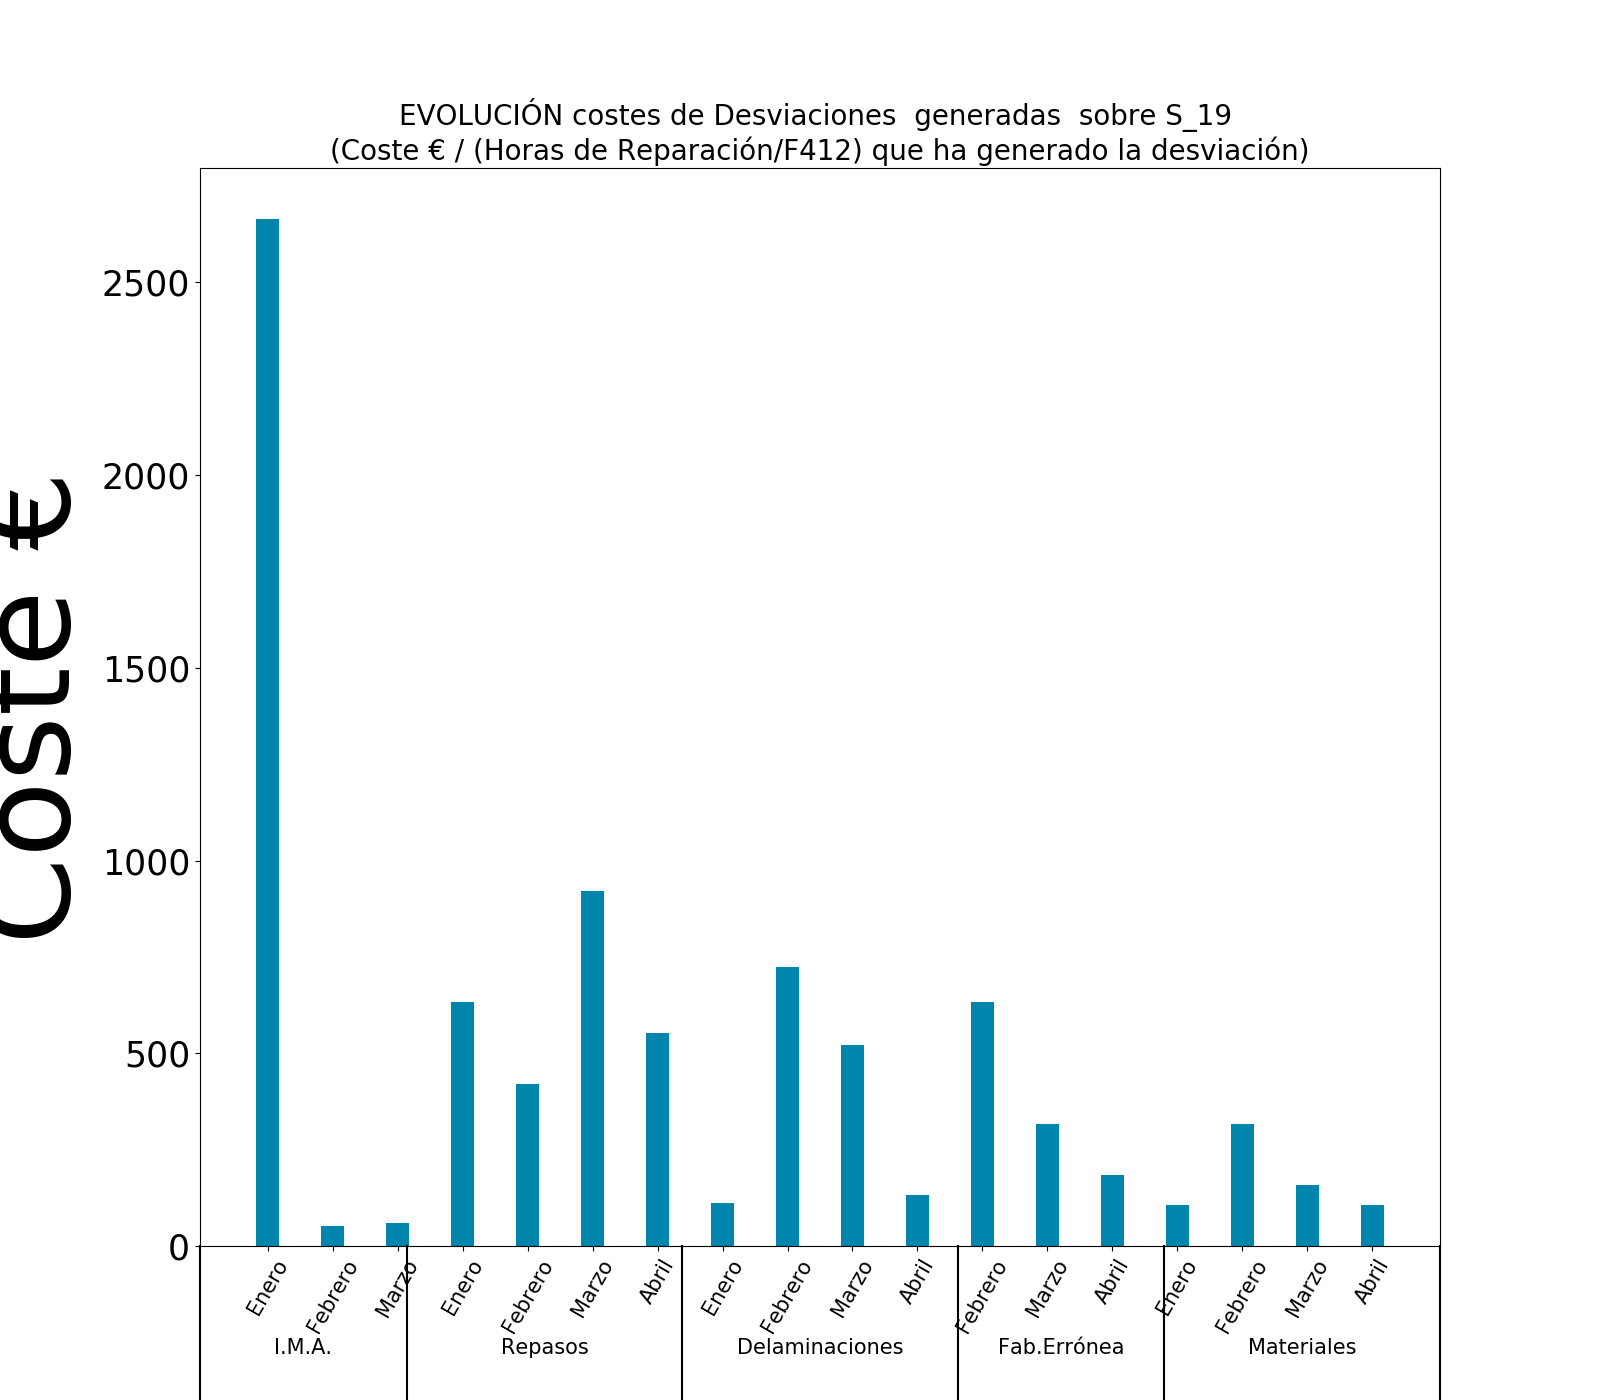 EVOLUCIÓN costes de Desviaciones  generadas  sobre S_19
(Coste € / (Horas de Reparación/F412) que ha generado la desviación)
Coste €
2500
2000
1500
1000
500
0
Enero Febrero Marzo Enero Febrero Marzo Abril Enero Febrero Marzo Abril Febrero Marzo Abril Enero Febrero Marzo Abril
I.M.A. Repasos Delaminaciones Fab.Errónea Materiales